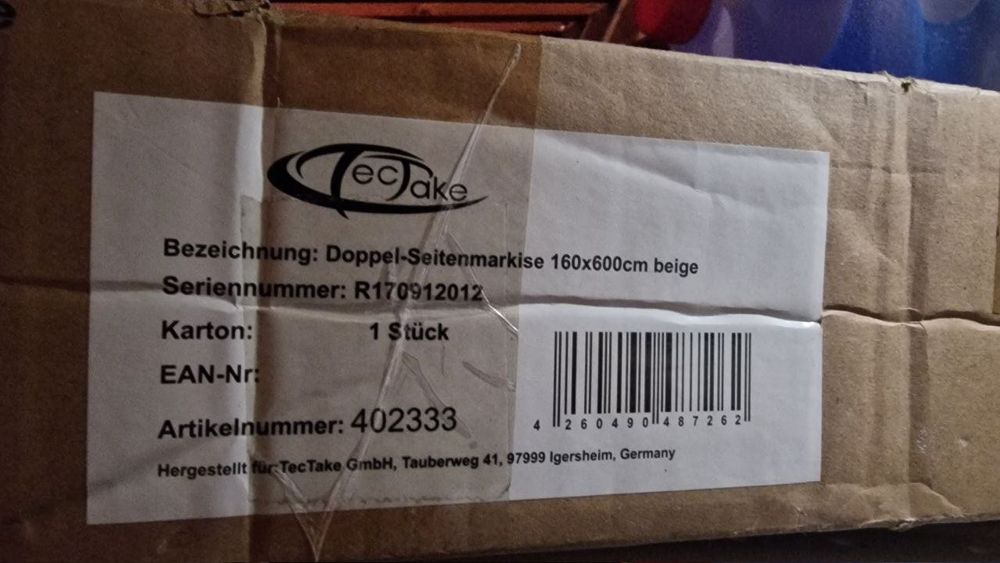 TecTake
Bezeichnung: Doppel-Seitenmarkise 160x600cm beige
Seriennummer: R170912012
Karton: 1 Stück
EAN-Nr:
4 260490 487262
Artikelnummer: 402333
Hergestellt für:TecTake GmbH, Tauberweg 41, 97999 Igersheim, Germany